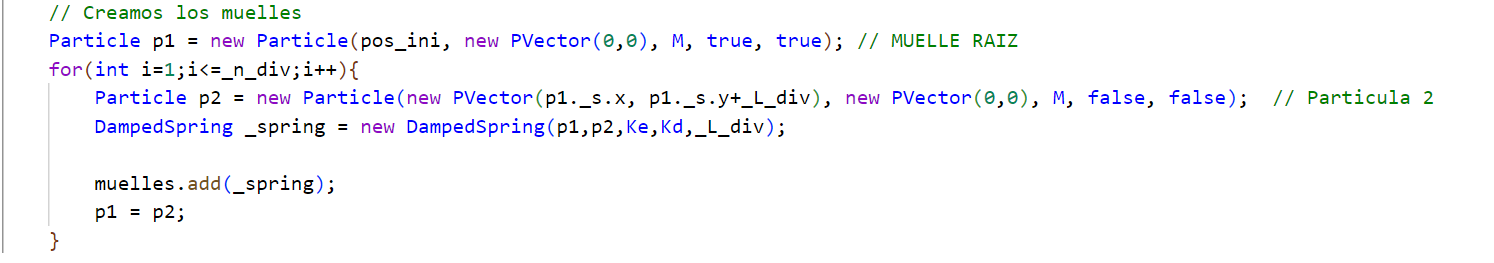 // Creamos los muelles
Particle p1 = new Particle(pos_ini, new PVector(0,0), M, true, true); // MUELLE RAIZ
for(int i=1;i<=_n_div;i++){
    Particle p2 = new Particle(new PVector(p1._s.x, p1._s.y+_L_div), new PVector(0,0), M, false, false);  // Particula 2
    DampedSpring _spring = new DampedSpring(p1,p2,Ke,Kd,_L_div);
    muelles.add(_spring);
    p1 = p2;
}